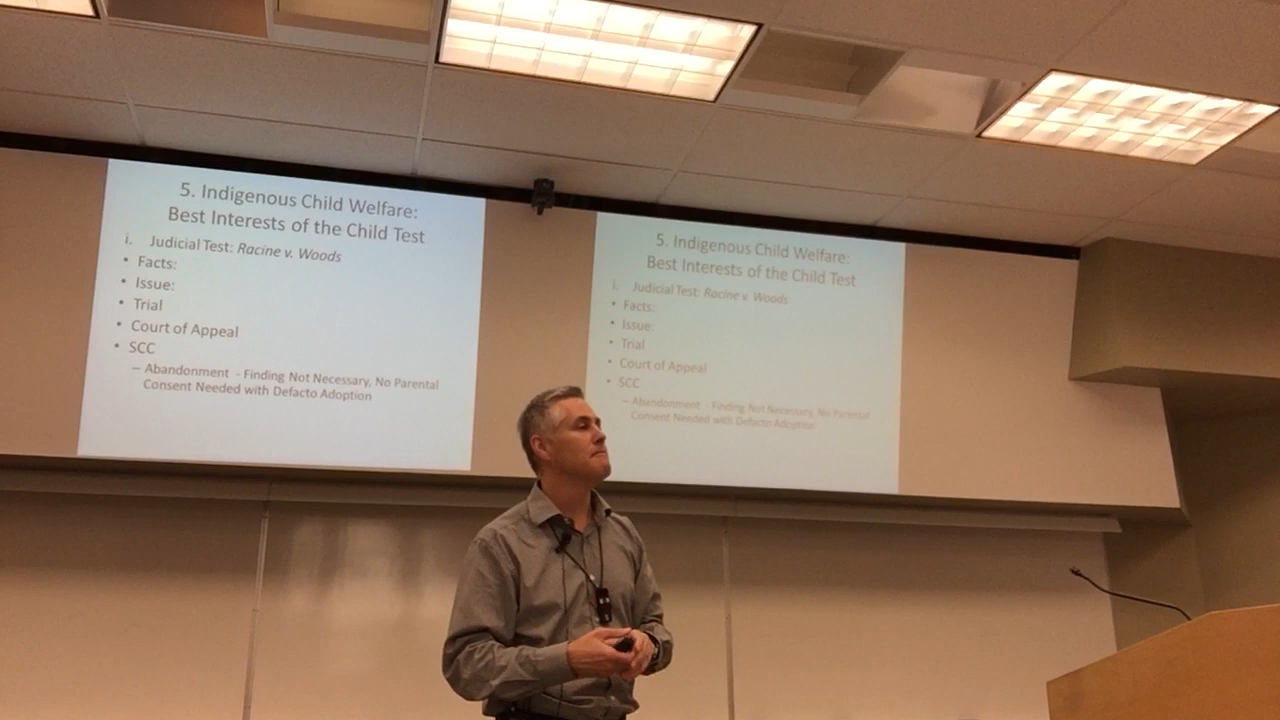 5. Indigenous Child Welfare:
Best Interests of the Child Test
i. Judicial Test: Racine v. Woods
• Facts:
• Issue:
• Trial
• Court of Appeal
• SCC
– Abandonment - Finding Not Necessary, No Parental
Consent Needed with Defacto Adoption
5. Indigenous Child Welfare:
Best Interests of the Child Test
i. Judicial Test: Racine v. Woods
• Facts:
• Issue:
• Trial
• Court of Appeal
• SCC
– Abandonment - Finding Not Necessary, No Parental
Consent Needed with Defacto Adoption